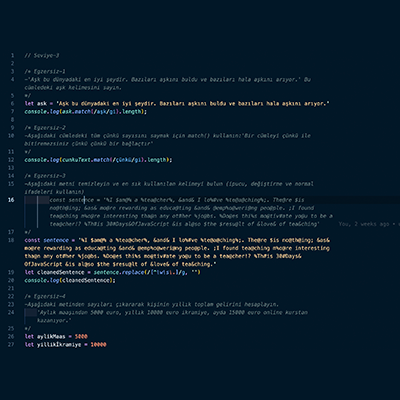 // Seviye-3
/* Egzersiz-1
-'Aşk bu dünyadaki en iyi şeydir. Bazıları aşkını buldu ve bazıları hala aşkını arıyor.' Bu
cümledeki aşk kelimesini sayın.
*/
let ask = 'Aşk bu dünyadaki en iyi şeydir. Bazıları aşkını buldu ve bazıları hala aşkını arıyor."
console.log(ask.match(/aşk/gi).length);
/* Egzersiz-2
-Aşağıdaki cümledeki tüm çünkü sayısını saymak için match() kullanın:'Bir cümleyi çünkü ile
bitiremezsiniz çünkü çünkü bir bağlaçtır'
*/
console.log(cunkuText.match(/çünkü/gi).length);
/* Egzersiz-3
-Aşağıdaki metni temizleyin ve en sık kullanılan kelimeyi bulun (ipucu, değiştirme ve normal
ifadeleri kullanın)
const sentence = '%I $am@% a %tea@cher%, &and& I lo%#ve %te@a@ching%;. The@re $is
no@th@ing; &as& mo@re rewarding as educa@ting &and& @emp%o@weri@ng peo@ple. ;I found
tea@ching m%o@re interesting tha@n any ot#her %jo@bs. %Do@es thi%s mo@tiv#ate yo@u to be a
tea@cher!? %Th#is 30#Days&OfJavaScript &is al@so $the $resu@lt of &love& of tea&ching'
You, 2 weeks ago •
*/
const sentence = '%I $am@% a %tea@cher%, &and& I lo%#ve %te@a@ching%;. The@re $is no@th@ing; &as&
mo@re rewarding as educa@ting &and& @emp%o@weri@ng peo@ple. ;I found tea@ching m%o@re interesting
tha@n any ot#her %jo@bs. %Do@es thi%s mo@tiv#ate yo@u to be a tea@cher!? %Th#is 30#Days&
OfJavaScript &is al@so $the $resu@lt of &love& of tea&ching."
let cleanedSentence = sentence.replace(
console.log(cleanedSentence);
/* Egzersiz-4
-Aşağıdaki metinden sayıları çıkararak kişinin yıllık toplam gelirini hesaplayın.
'Aylık maaşından 5000 euro, yıllık 10000 euro ikramiye, ayda 15000 euro online kurstan
kazanıyor.'
*/
let aylikMaas = 5000
let yillikIkramiye = 10000